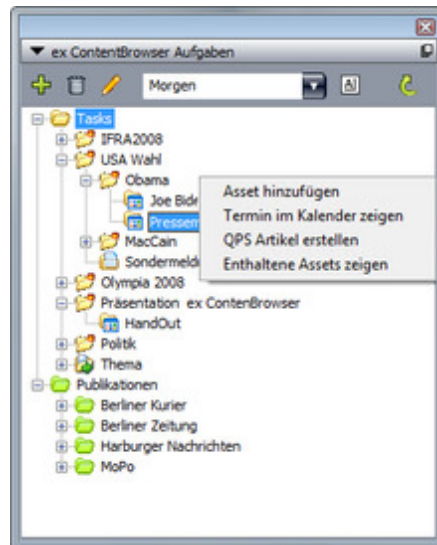 ex ContentBrowser Aufgaben
Morgen
Tasks
IFRA2008
USA Wahl
Obama
Joe Bide
Pressem
MacCain
Sondermeld
Olympia 2008
Präsentation ex ContenBrowser
HandOut
Politik
Thema
Publikationen
Berliner Kurier
Berliner Zeitung
Harburger Nachrichten
MoPo
Asset hinzufügen
Termin im Kalender zeigen
QPS Artikel erstellen
Enthaltene Assets zeigen